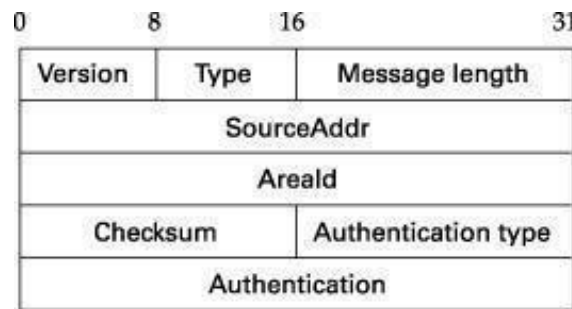 0 8 16 31
Version Type Message length
SourceAddr
AreaId
Checksum Authentication type
Authentication